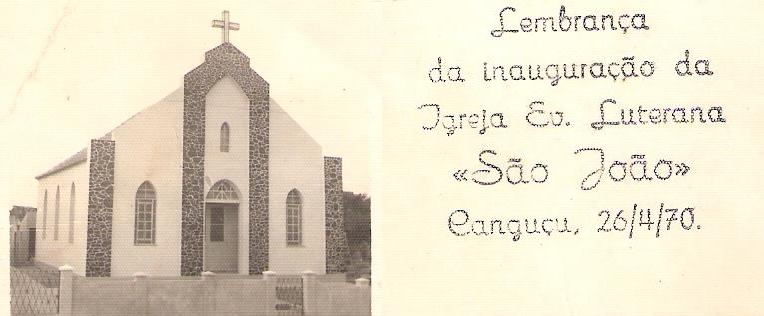 Lembrança
da inauguração da
Igreja Ev. Luterana
«São João»
Canguçu, 26/4/70.